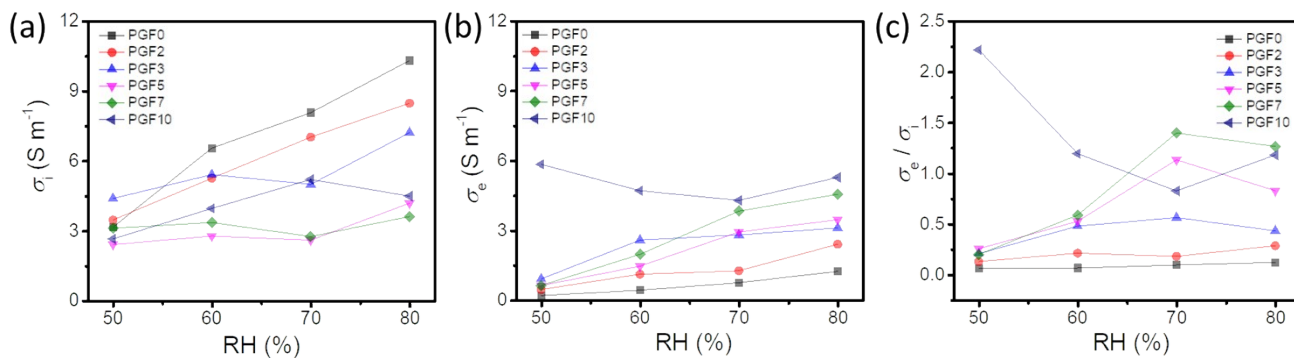 (a)
PGF0
PGF2
PGF3
PGF5
PGF7
PGF10
12
9
6
3
0
σi (S m-1)
50 60 70 80
RH (%)
(b)
PGF0
PGF2
PGF3
PGF5
PGF7
PGF10
12
9
6
3
0
σe (S m-1)
50 60 70 80
RH (%)
(c)
PGF0
PGF2
PGF3
PGF5
PGF7
PGF10
2.5
2.0
1.5
1.0
0.5
0.0
σe / σi
50 60 70 80
RH (%)